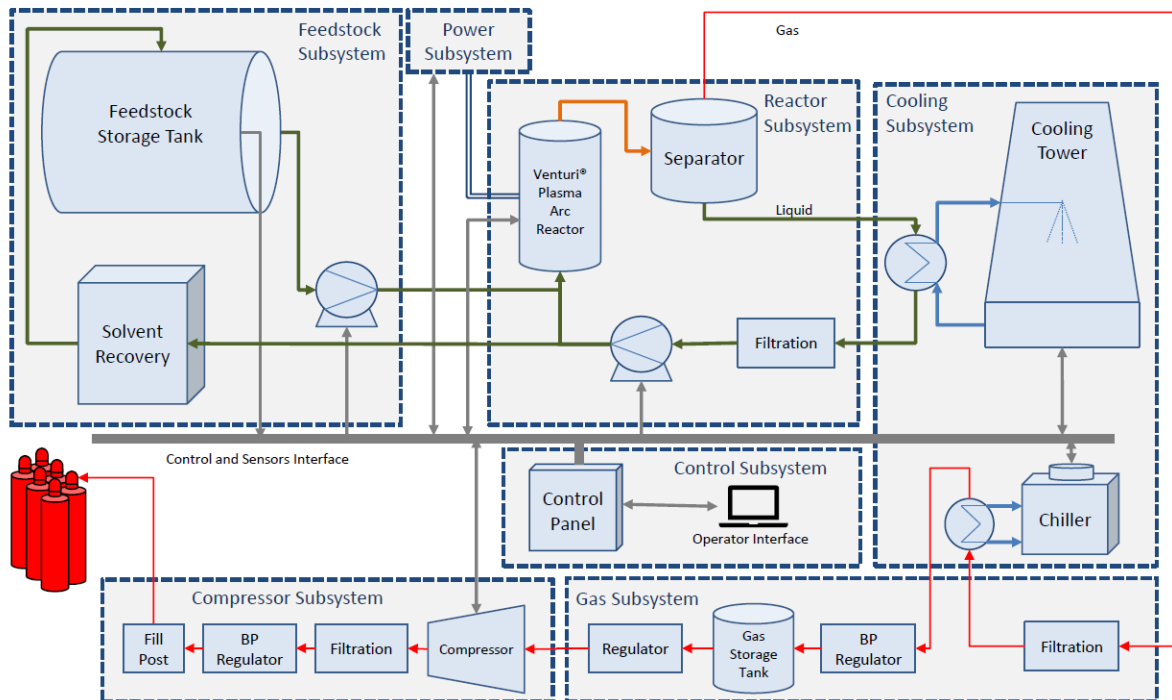 Feedstock
Subsystem
Power
Subsystem
Gas
Feedstock
Storage Tank
Reactor
Subsystem
Cooling
Subsystem
Cooling
Tower
Separator
Venturi®
Plasma
Arc
Reactor
Liquid
Solvent
Recovery
Filtration
Control and Sensors Interface
Control Subsystem
Control
Panel
Operator Interface
Chiller
Compressor Subsystem
Gas Subsystem
Fill
Post
BP
Regulator
Filtration
Compressor
Regulator
Gas
Storage
Tank
BP
Regulator
Filtration